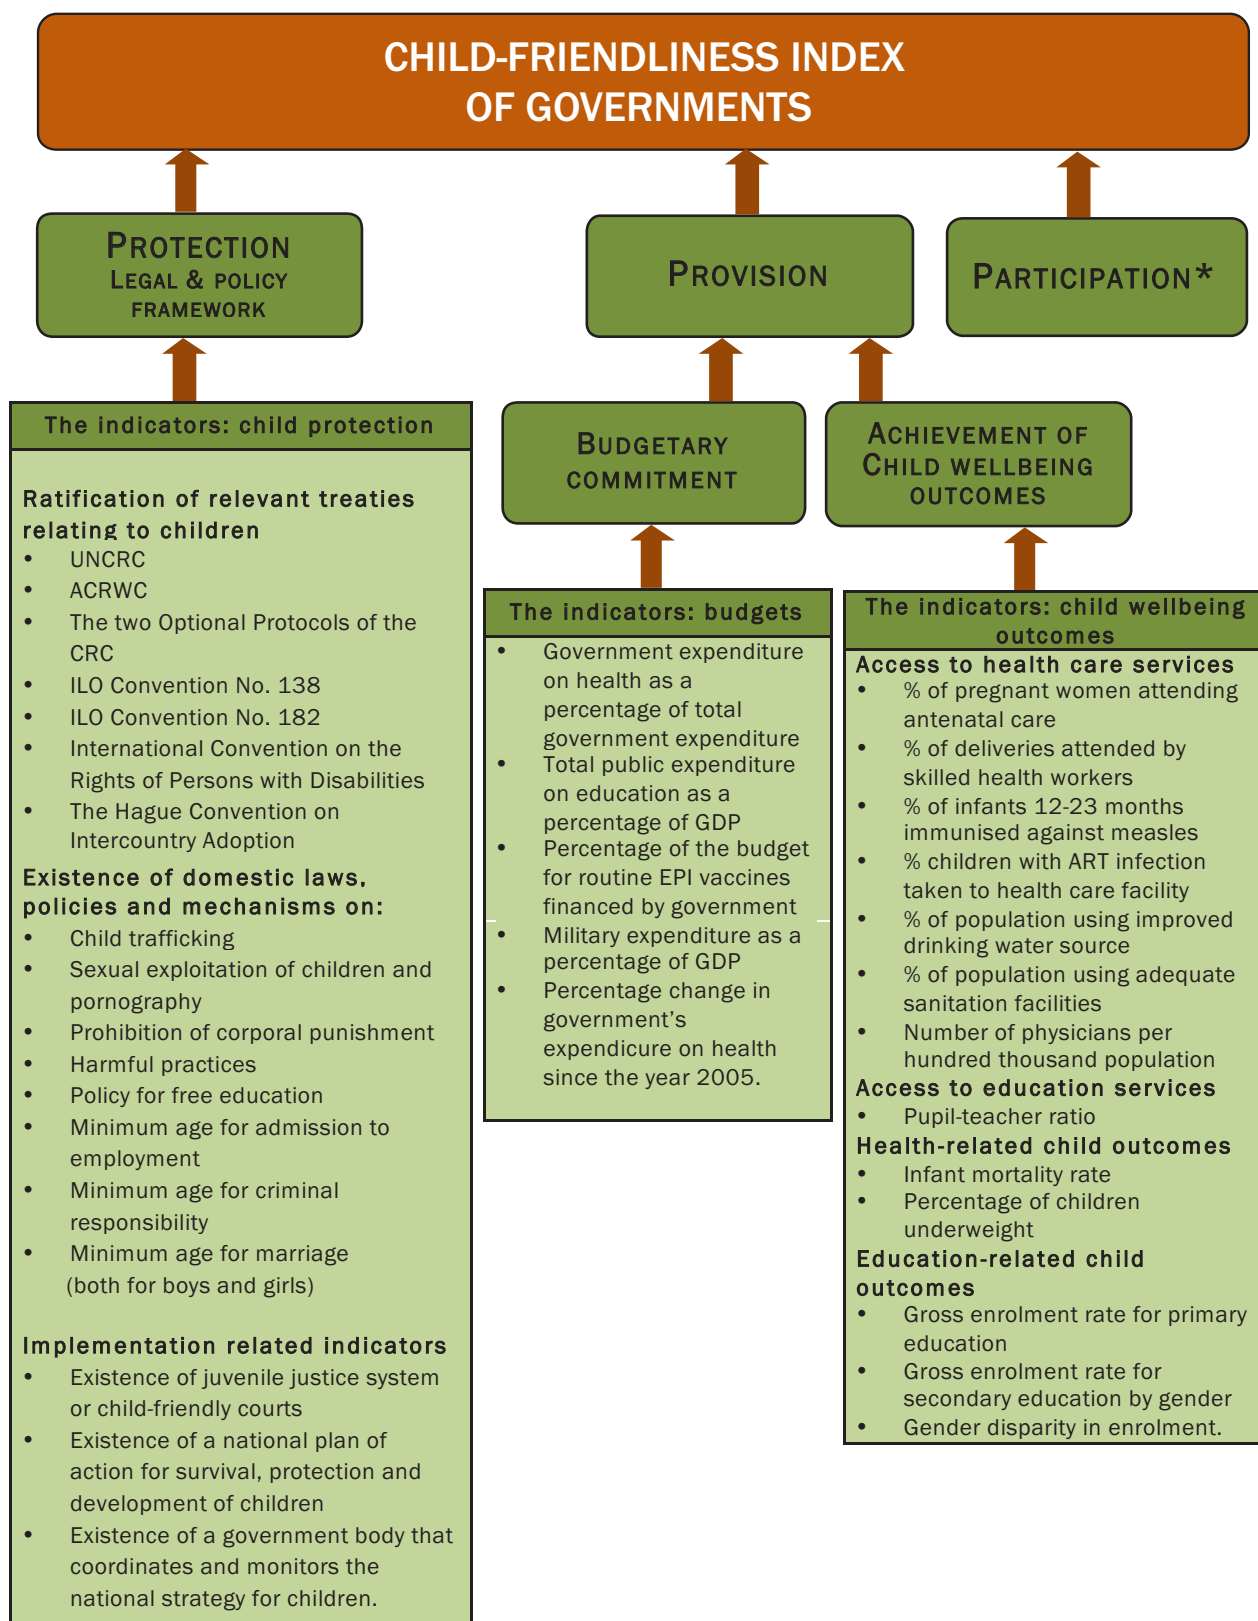 CHILD-FRIENDLINESS INDEX
OF GOVERNMENTS
PROTECTION
LEGAL & POLICY
FRAMEWORK
PROVISION
PARTICIPATION*
The indicators: child protection
Ratification of relevant treaties
relating to children
• UNCRC
• ACRWC
• The two Optional Protocols of the
CRC
• ILO Convention No. 138
• ILO Convention No. 182
• International Convention on the
Rights of Persons with Disabilities
• The Hague Convention on
Intercountry Adoption
Existence of domestic laws,
policies and mechanisms on:
• Child trafficking
• Sexual exploitation of children and
pornography
• Prohibition of corporal punishment
• Harmful practices
• Policy for free education
• Minimum age for admission to
employment
• Minimum age for criminal
responsibility
• Minimum age for marriage
(both for boys and girls)
Implementation related indicators
• Existence of juvenile justice system
or child-friendly courts
• Existence of a national plan of
action for survival, protection and
development of children
• Existence of a government body that
coordinates and monitors the
national strategy for children.
BUDGETARY
COMMITMENT
The indicators: budgets
• Government expenditure
on health as a
percentage of total
government expenditure
• Total public expenditure
on education as a
percentage of GDP
• Percentage of the budget
for routine EPI vaccines
financed by government
• Military expenditure as a
percentage of GDP
• Percentage change in
government’s
expendicure on health
since the year 2005.
ACHIEVEMENT OF
CHILD WELLBEING
OUTCOMES
The indicators: child wellbeing
outcomes
Access to health care services
• % of pregnant women attending
antenatal care
• % of deliveries attended by
skilled health workers
• % of infants 12-23 months
immunised against measles
• % children with ART infection
taken to health care facility
• % of population using improved
drinking water source
• % of population using adequate
sanitation facilities
• Number of physicians per
hundred thousand population
Access to education services
• Pupil-teacher ratio
Health-related child outcomes
• Infant mortality rate
• Percentage of children
underweight
Education-related child
outcomes
• Gross enrolment rate for primary
education
• Gross enrolment rate for
secondary education by gender
• Gender disparity in enrolment.